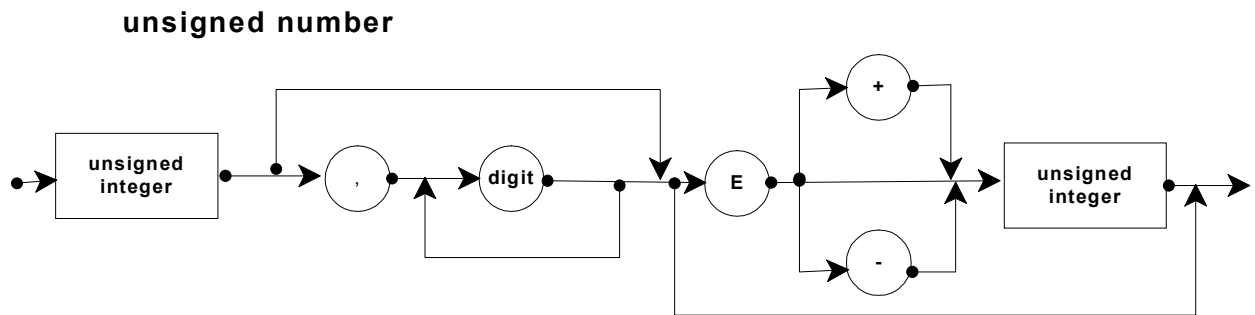 unsigned number
unsigned
integer
,
digit
E
+
-
unsigned
integer